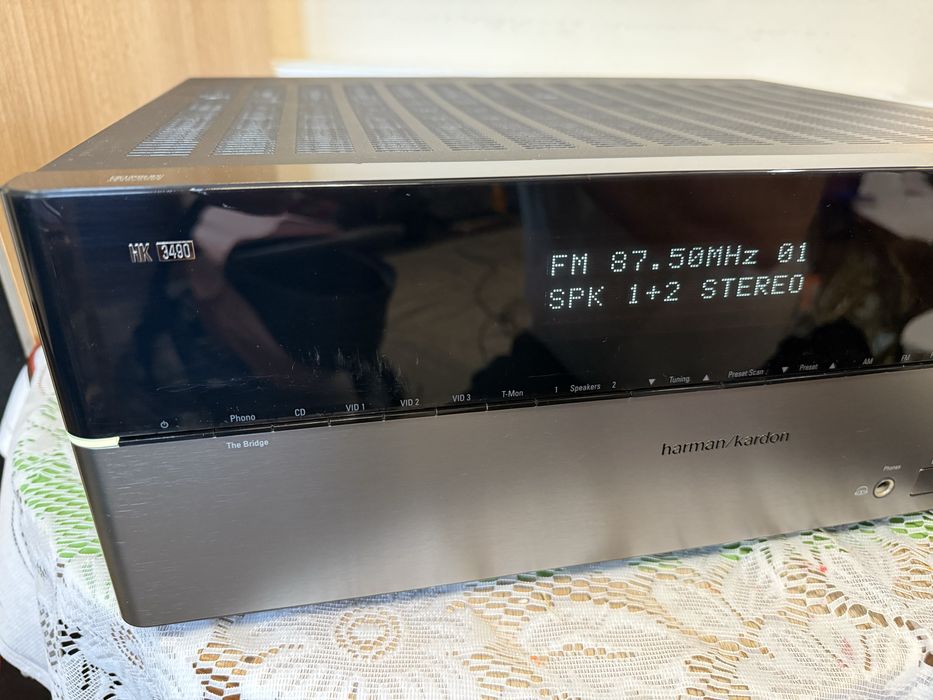 HK 3490
FM 87.50MHz 01
SPK 1+2 STEREO
Phono
CD
VID 1
VID 2
VID 3
T-Mon
1 Speakers 2
Tuning
Preset Scan
Preset
AM
FM
The Bridge
harman/kardon
Phones